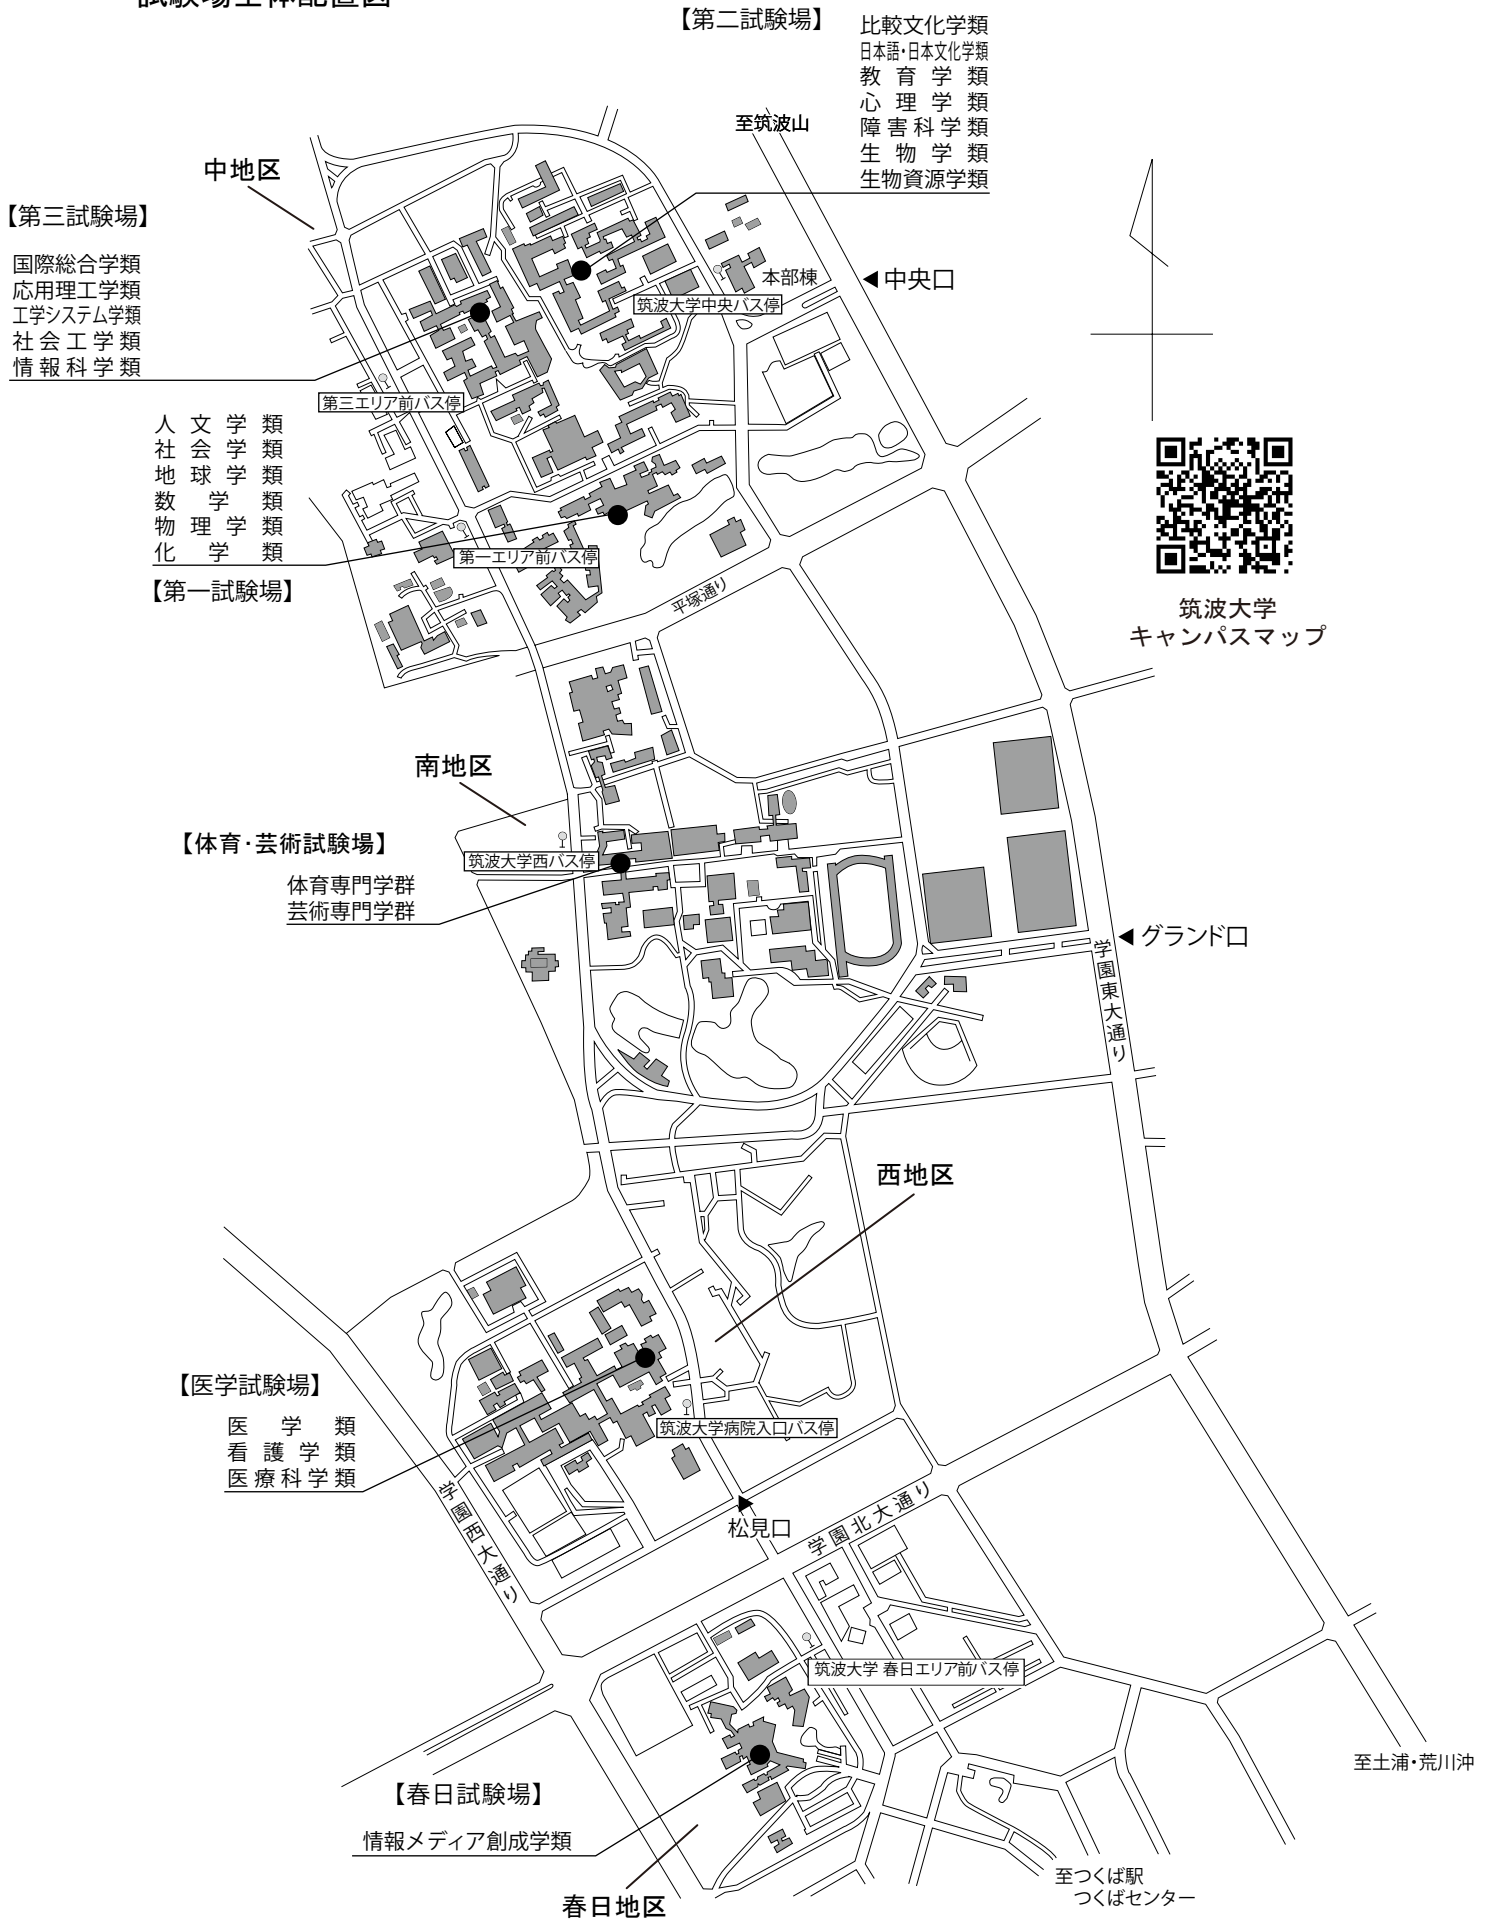 試験場全体配置図
【第二試験場】
比較文化学類
日本語・日本文化学類
教育学類
心理学類
障害科学類
生物学類
生物資源学類
至筑波山
中地区
【第三試験場】
国際総合学類
応用理工学類
工学システム学類
社会工学類
情報科学類
本部棟
◀中央口
筑波大学中央バス停
第三エリア前バス停
人文学類
社会学類
地球学類
数学類
物理学類
化学類
【第一試験場】
第一エリア前バス停
平塚通り
筑波大学
キャンパスマップ
南地区
【体育・芸術試験場】
体育専門学群
芸術専門学群
筑波大学西バス停
◀グランド口
学園東大通り
西地区
【医学試験場】
医学類
看護学類
医療科学類
筑波大学病院入口バス停
学園西大通り
松見口
学園北大通り
筑波大学 春日エリア前バス停
【春日試験場】
情報メディア創成学類
春日地区
至土浦・荒川沖
至つくば駅
つくばセンター